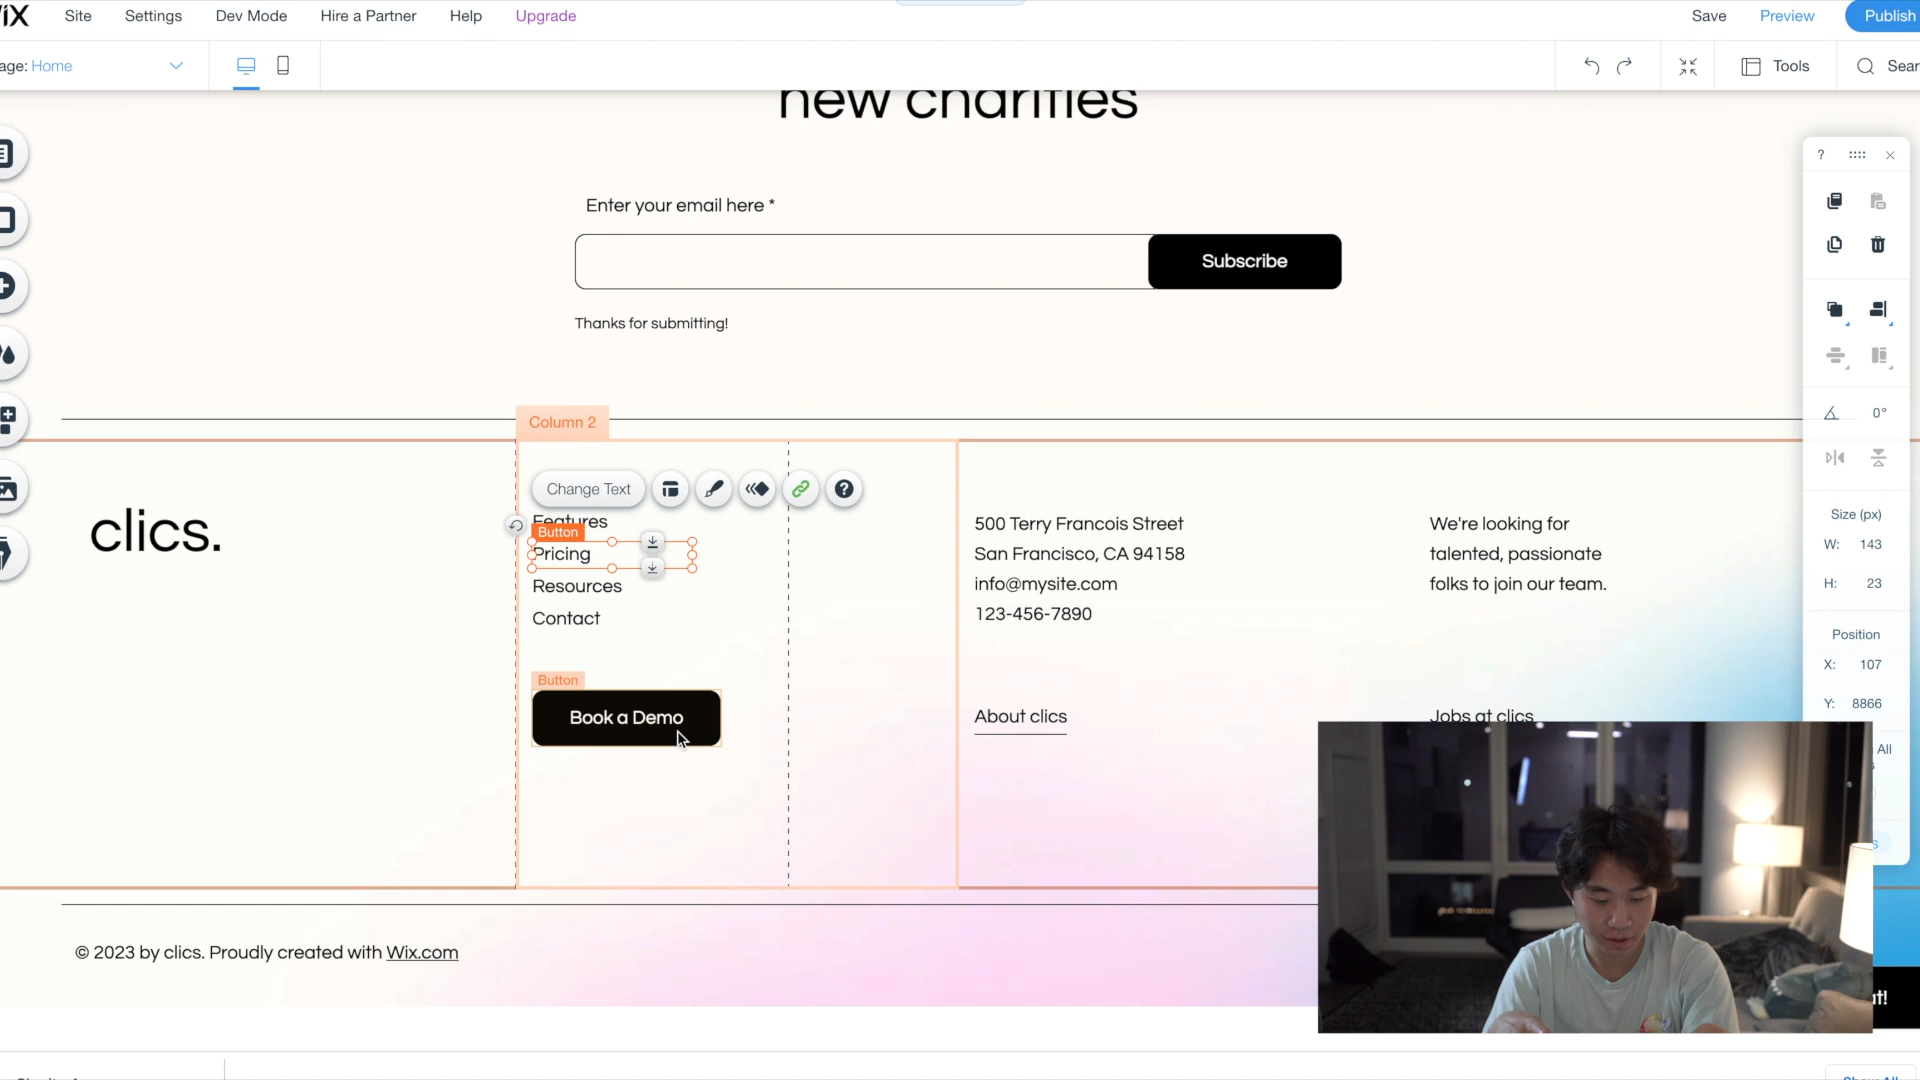 WiX
Site
Settings
Dev Mode
Hire a Partner
Help
Upgrade
Save
Preview
Publish
age: Home
Tools
Sear
new charities
Enter your email here *
Subscribe
Thanks for submitting!
Column 2
Change Text
?
Features
Button
Pricing
Resources
Contact
Button
Book a Demo
clics.
500 Terry Francois Street
San Francisco, CA 94158
info@mysite.com
123-456-7890
About clics
We're looking for
talented, passionate
folks to join our team.
Jobs at clics
© 2023 by clics. Proudly created with Wix.com
?
0°
Size (px)
W: 143
H: 23
Position
X: 107
Y: 8866
All
s
s
at!